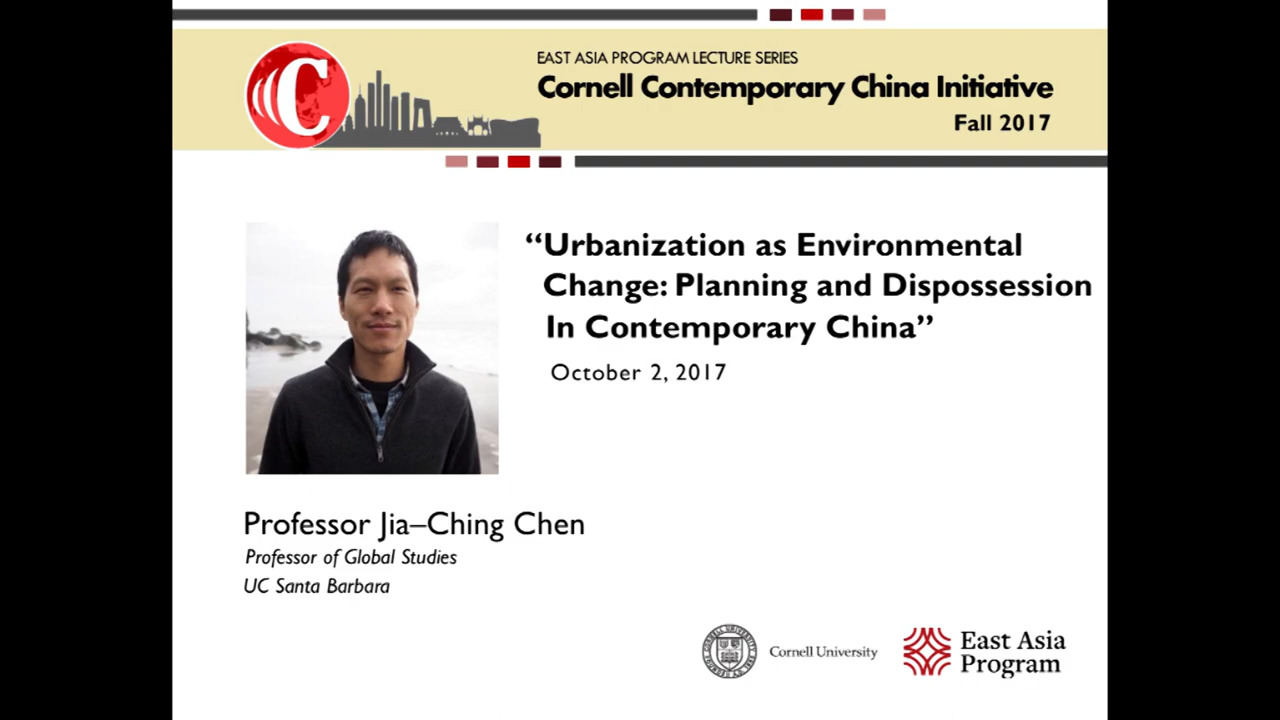 EAST ASIA PROGRAM LECTURE SERIES
Cornell Contemporary China Initiative
Fall 2017
C
“Urbanization as Environmental
Change: Planning and Dispossession
In Contemporary China”
October 2, 2017
Professor Jia–Ching Chen
Professor of Global Studies
UC Santa Barbara
Cornell University
East Asia
Program